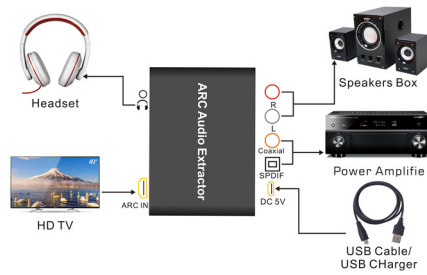 Headset
ARC Audio Extractor
R
L
Coaxial
SPDIF
DC 5V
ARC IN
HD TV
Speakers Box
Power Amplifie
USB Cable/
USB CHarger